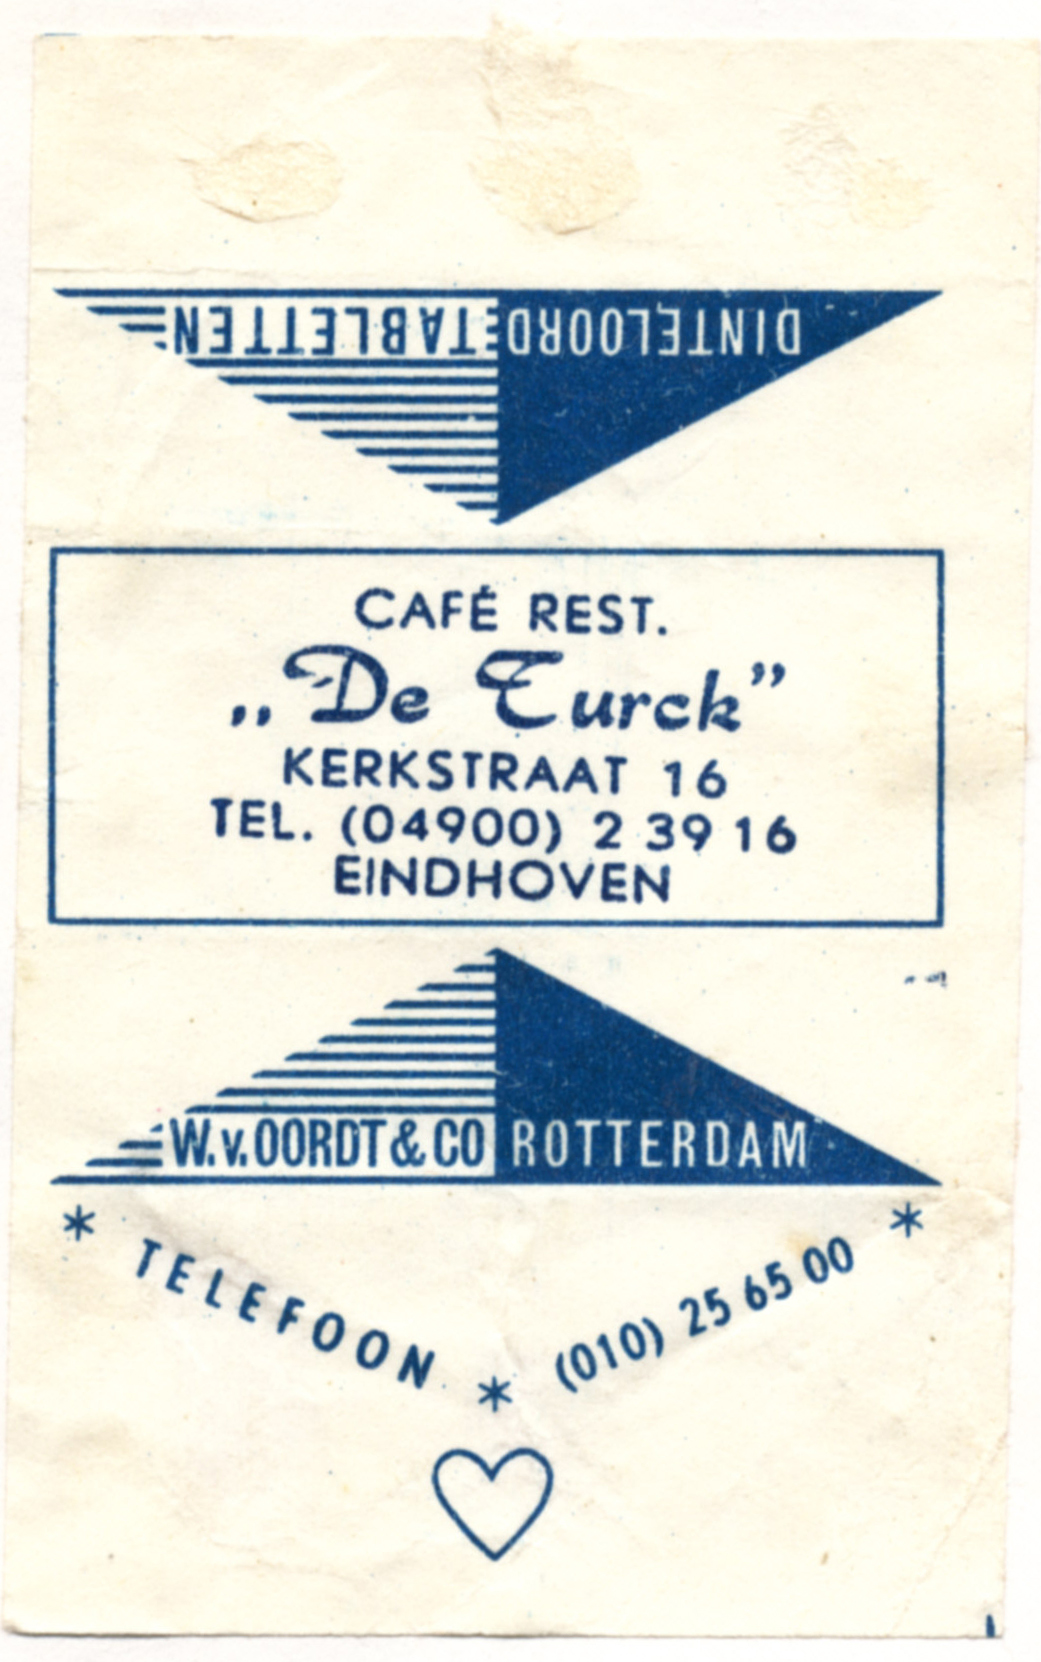 DINTELOORD TABLETTEN
CAFÉ REST.
„De Turck”
KERKSTRAAT 16
TEL. (04900) 2 39 16
EINDHOVEN
W.v. OORDT & CO ROTTERDAM
* TELEFOON * (010) 25 65 00 *